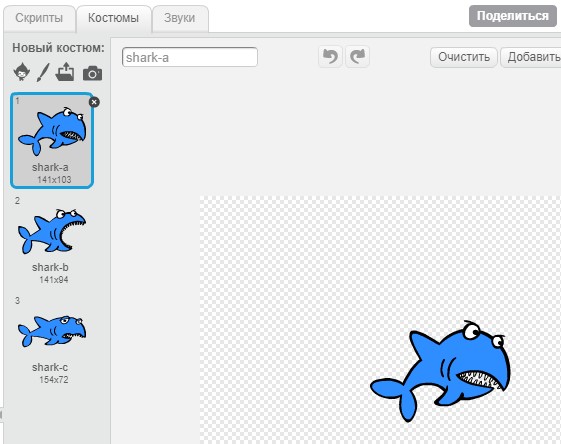 Скрипты Костюмы Звуки Поделиться
Новый костюм: shark-a Очистить Добавить
1
shark-a
141x103
2
shark-b
141x94
3
shark-c
154x72